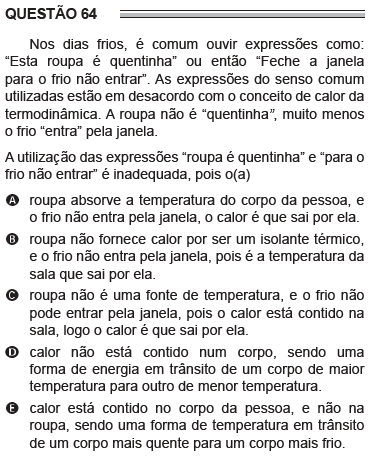 QUESTÃO 64
Nos dias frios, é comum ouvir expressões como:
“Esta roupa é quentinha” ou então “Feche a janela
para o frio não entrar”. As expressões do senso comum
utilizadas estão em desacordo com o conceito de calor da
termodinâmica. A roupa não é “quentinha”, muito menos
o frio “entra” pela janela.
A utilização das expressões “roupa é quentinha” e “para o
frio não entrar” é inadequada, pois o(a)
A roupa absorve a temperatura do corpo da pessoa, e
o frio não entra pela janela, o calor é que sai por ela.
B roupa não fornece calor por ser um isolante térmico,
e o frio não entra pela janela, pois é a temperatura da
sala que sai por ela.
C roupa não é uma fonte de temperatura, e o frio não
pode entrar pela janela, pois o calor está contido na
sala, logo o calor é que sai por ela.
D calor não está contido num corpo, sendo uma
forma de energia em trânsito de um corpo de maior
temperatura para outro de menor temperatura.
E calor está contido no corpo da pessoa, e não na
roupa, sendo uma forma de temperatura em trânsito
de um corpo mais quente para um corpo mais frio.